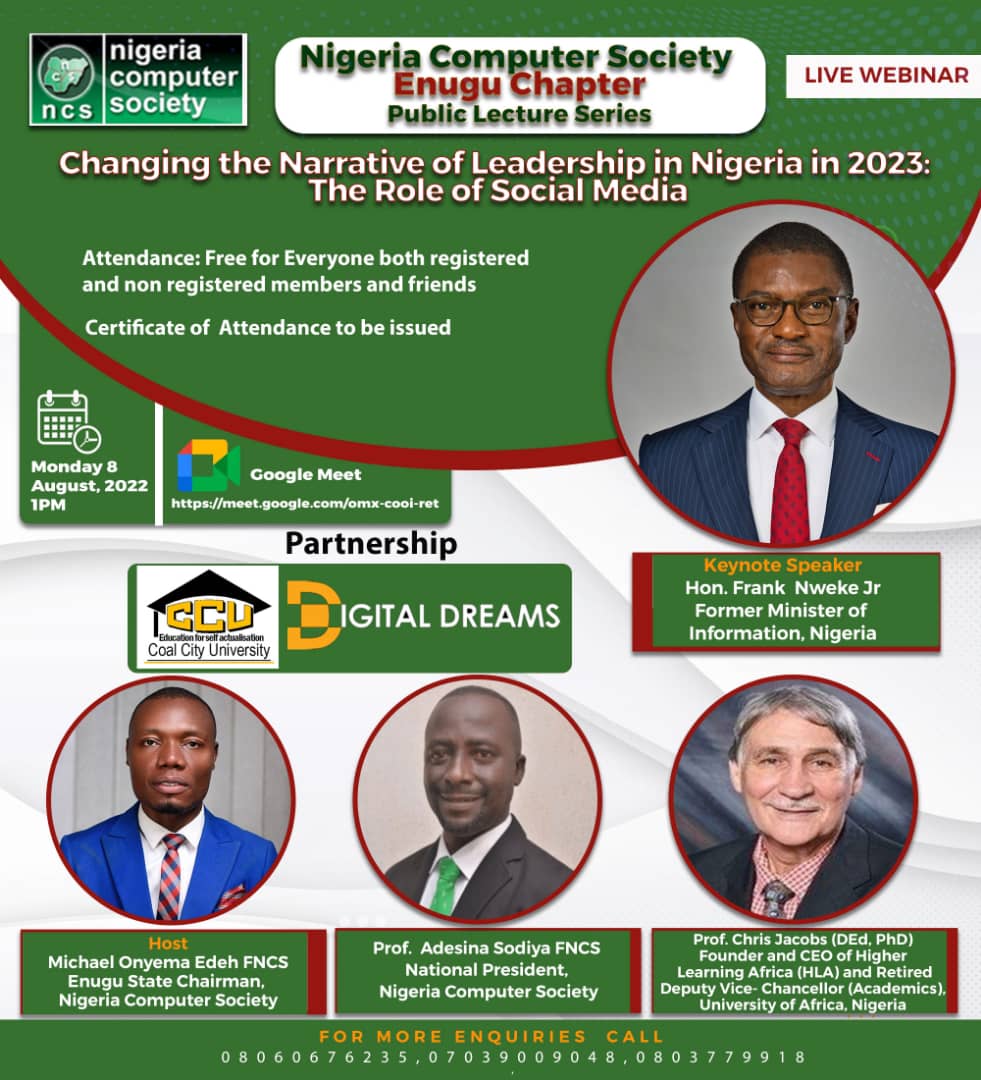 nigeria
computer
society
ncs
Nigeria Computer Society
Enugu Chapter
Public Lecture Series
LIVE WEBINAR
Changing the Narrative of Leadership in Nigeria in 2023:
The Role of Social Media
Attendance: Free for Everyone both registered
and non registered members and friends
Certificate of Attendance to be issued
Monday 8
August, 2022
1PM
Google Meet
https://meet.google.com/omx-cooi-ret
Partnership
CCU
Education for self actualisation
Coal City University
DIGITAL DREAMS
Keynote Speaker
Hon. Frank Nweke Jr
Former Minister of
Information, Nigeria
Host
Michael Onyema Edeh FNCS
Enugu State Chairman,
Nigeria Computer Society
Prof. Adesina Sodiya FNCS
National President,
Nigeria Computer Society
Prof. Chris Jacobs (DEd, PhD)
Founder and CEO of Higher
Learning Africa (HLA) and Retired
Deputy Vice- Chancellor (Academics),
University of Africa, Nigeria
FOR MORE ENQUIRIES CALL
08060676235,07039009048,0803779918
,